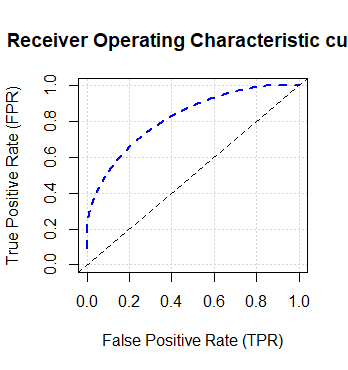 Receiver Operating Characteristic cu
True Positive Rate (FPR)
1.0
0.8
0.6
0.4
0.2
0.0
0.0 0.2 0.4 0.6 0.8 1.0
False Positive Rate (TPR)